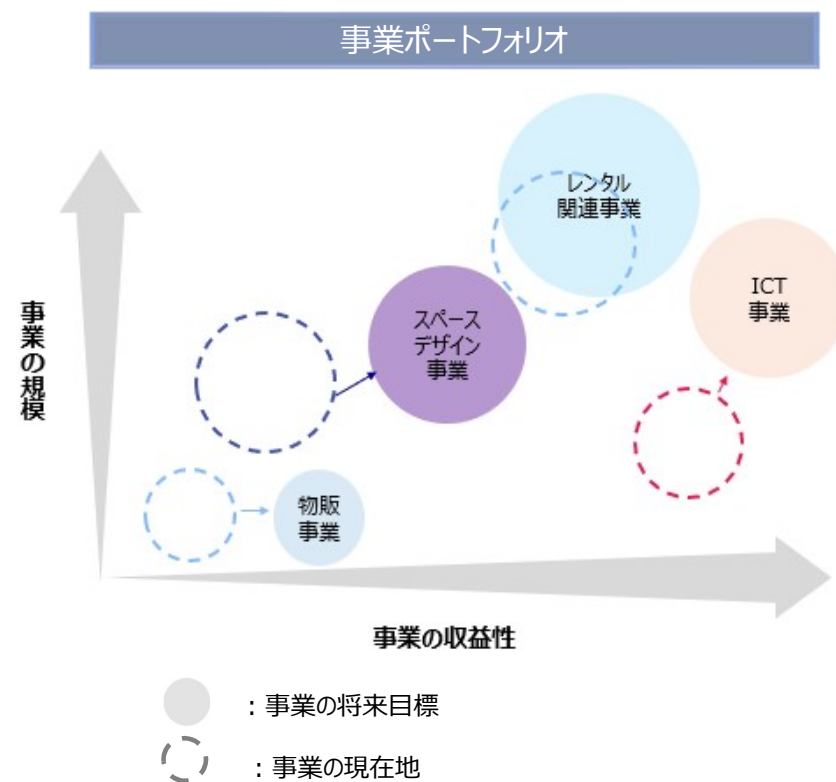 事業ポートフォリオ
レンタル
関連事業
ICT
事業
スペース
デザイン
事業
事業の規模
物販
事業
事業の収益性
：事業の将来目標
：事業の現在地